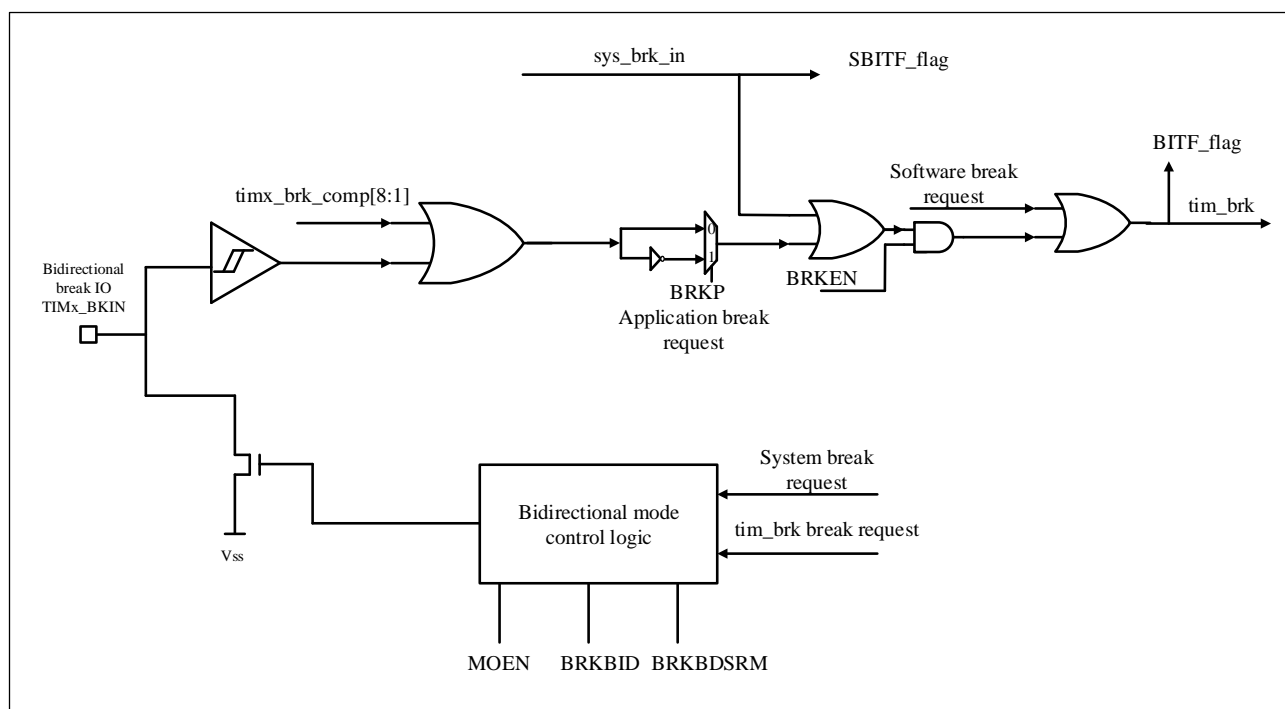 sys_brk_in
SBITF_flag
BITF_flag
Software break
request
tim_brk
timx_brk_comp[8:1]
0
1
Bidirectional
break IO
TIMx_BKIN
BRKEN
BRKP
Application break
request
System break
request
Bidirectional mode
control logic
tim_brk break request
Vss
MOEN
BRKBID
BRKBDSRM